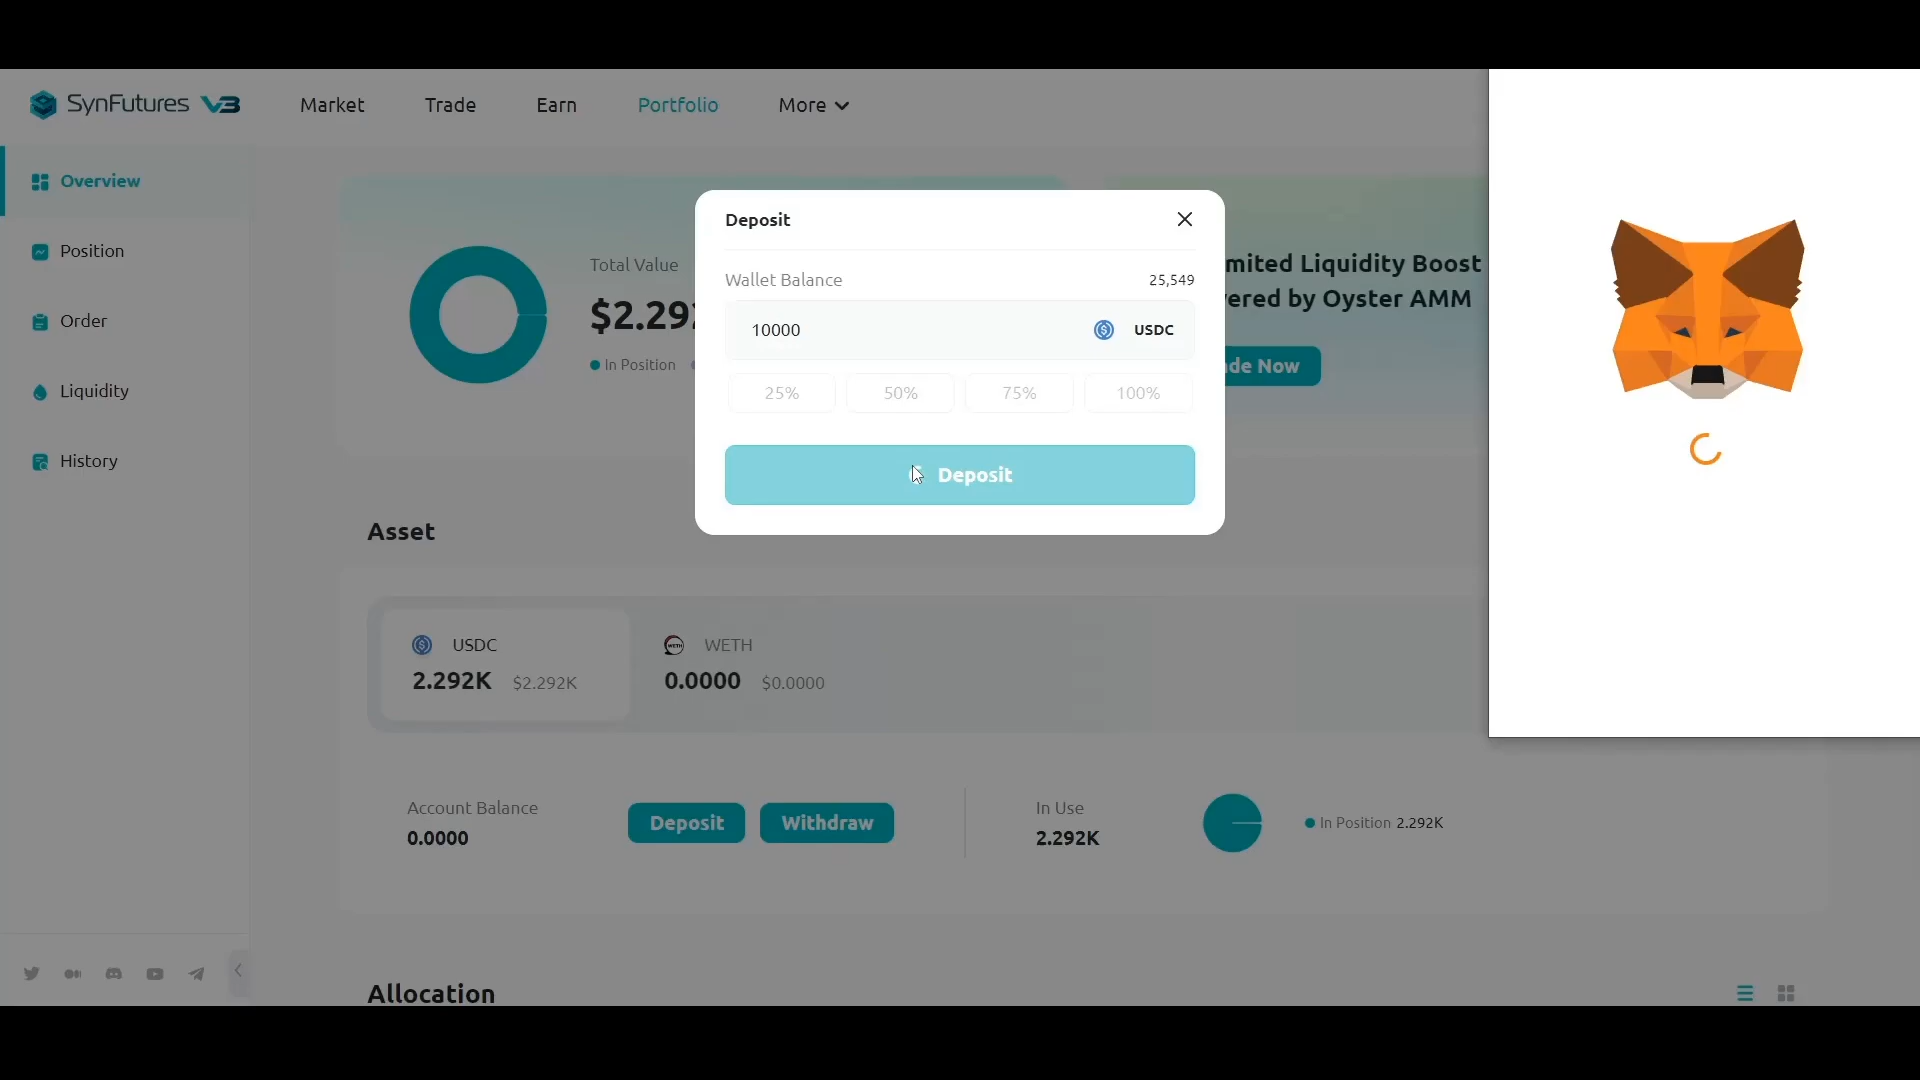 SynFutures V3
Market
Trade
Earn
Portfolio
More
Overview
Position
Order
Liquidity
History
Total Value
$2.29
In Position
Deposit
Wallet Balance
25,549
10000
USDC
25%
50%
75%
100%
Deposit
mited Liquidity Boost
ered by Oyster AMM
de Now
Asset
USDC
2.292K $2.292K
WETH
0.0000 $0.0000
Account Balance
0.0000
Deposit
Withdraw
In Use
2.292K
In Position 2.292K
Allocation